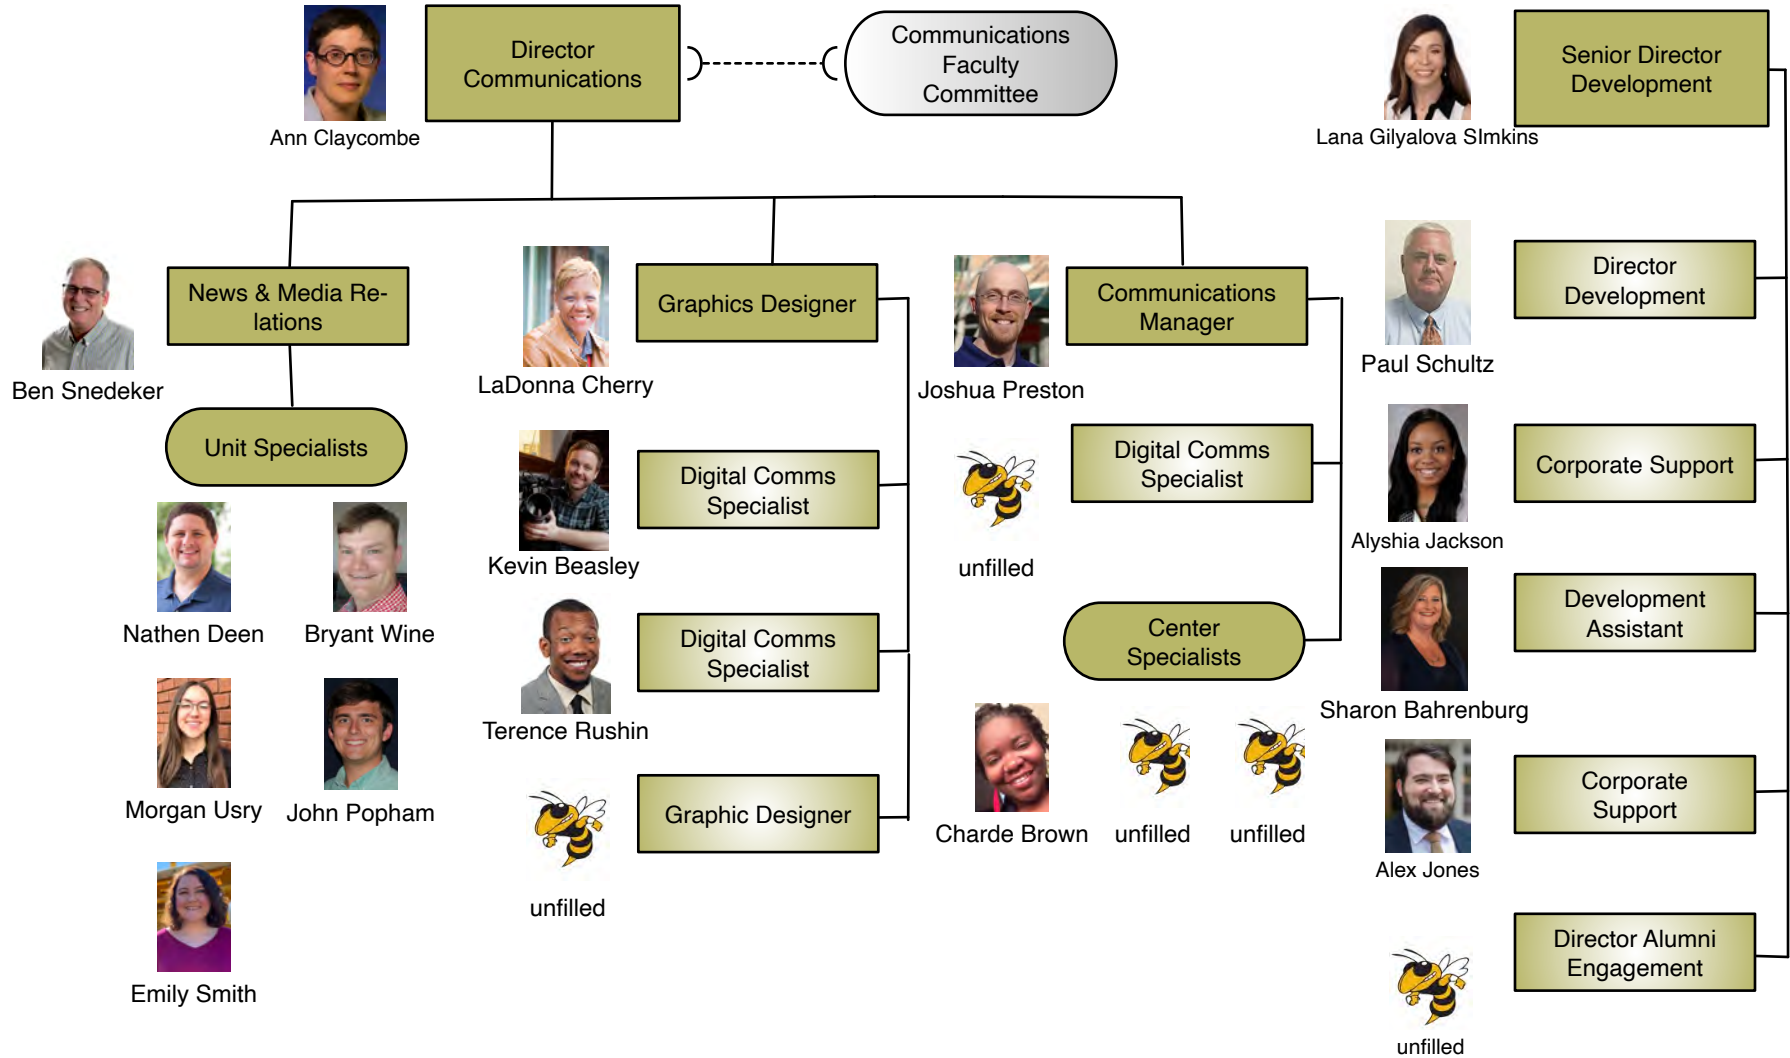 Director
Communications
Ann Claycombe
Communications
Faculty
Committee
Senior Director
Development
Lana Gilyalova SImkins
Ben Snedeker
News & Media Re-
lations
Unit Specialists
Nathen Deen
Bryant Wine
Morgan Usry
John Popham
Emily Smith
LaDonna Cherry
Graphics Designer
Kevin Beasley
Digital Comms
Specialist
Terence Rushin
Digital Comms
Specialist
Graphic Designer
unfilled
Joshua Preston
Communications
Manager
Digital Comms
Specialist
unfilled
Center
Specialists
Charde Brown
unfilled
unfilled
Director
Development
Paul Schultz
Corporate Support
Alyshia Jackson
Development
Assistant
Sharon Bahrenburg
Corporate
Support
Alex Jones
Director Alumni
Engagement
unfilled